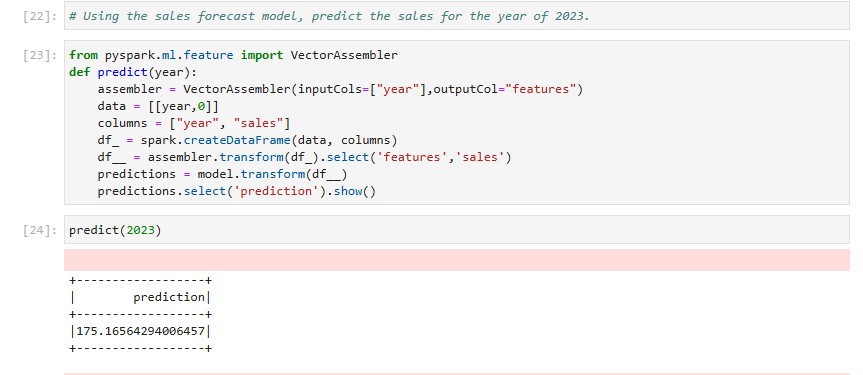 [22]: # Using the sales forecast model, predict the sales for the year of 2023.
[23]: from pyspark.ml.feature import VectorAssembler
def predict(year):
    assembler = VectorAssembler(inputCols=["year"],outputCol="features")
    data = [[year,0]]
    columns = ["year", "sales"]
    df_ = spark.createDataFrame(data, columns)
    df__ = assembler.transform(df_).select('features','sales')
    predictions = model.transform(df__)
    predictions.select('prediction').show()
[24]: predict(2023)
+------------------+
|        prediction|
+------------------+
|175.16564294006457|
+------------------+